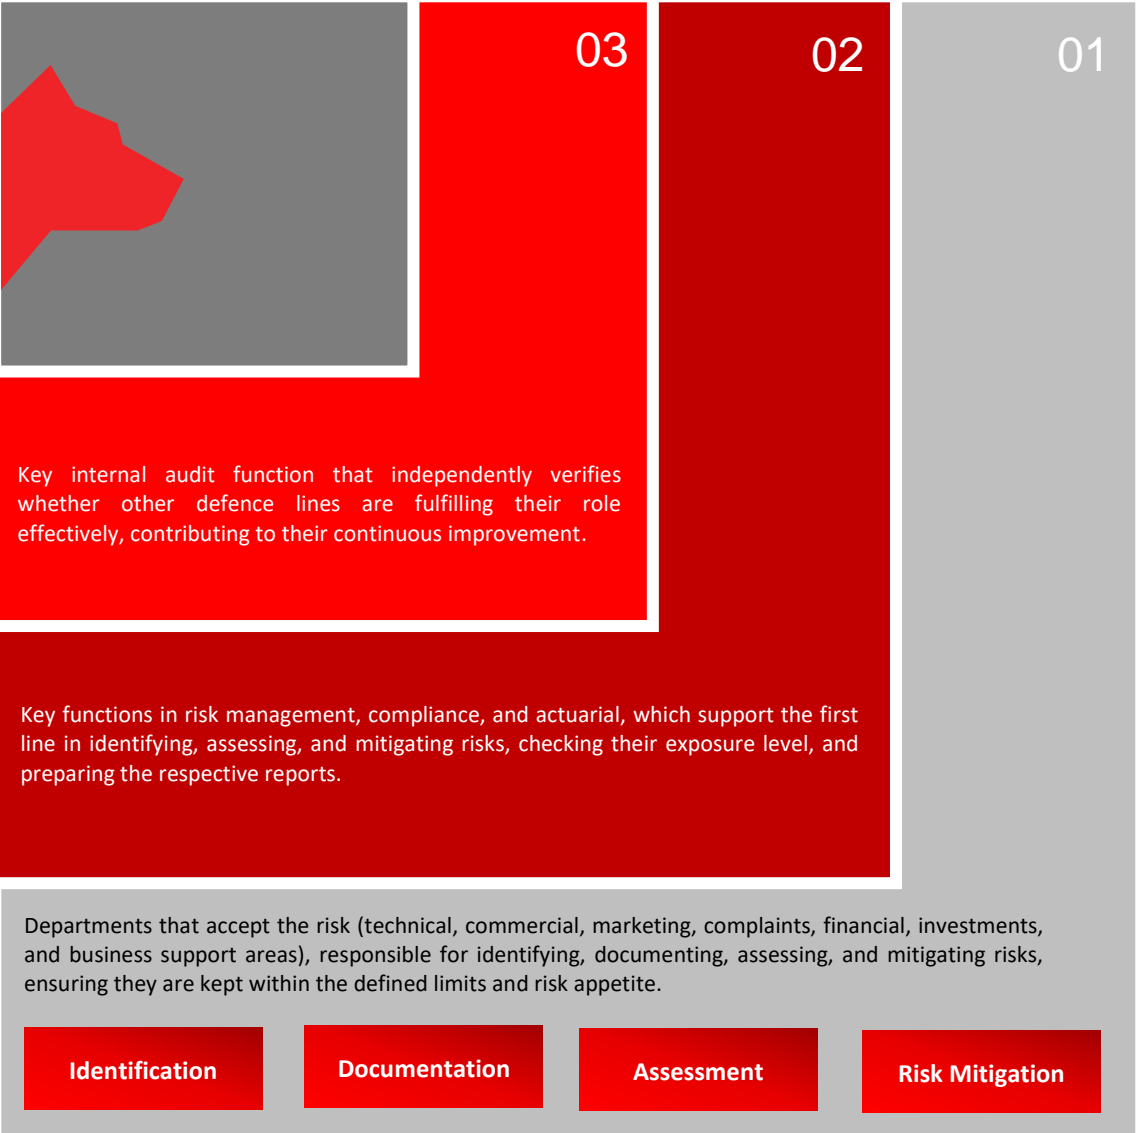 03
02
01
Key internal audit function that independently verifies
whether other defence lines are fulfilling their role
effectively, contributing to their continuous improvement.
Key functions in risk management, compliance, and actuarial, which support the first
line in identifying, assessing, and mitigating risks, checking their exposure level, and
preparing the respective reports.
Departments that accept the risk (technical, commercial, marketing, complaints, financial, investments,
and business support areas), responsible for identifying, documenting, assessing, and mitigating risks,
ensuring they are kept within the defined limits and risk appetite.
Identification
Documentation
Assessment
Risk Mitigation